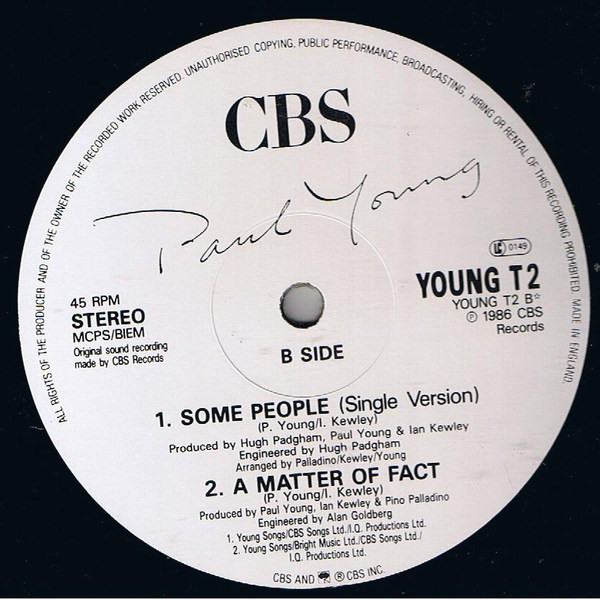 ALL RIGHTS OF THE PRODUCER AND OF THE OWNER OF THE RECORDED WORK RESERVED. UNAUTHORISED COPYING, PUBLIC PERFORMANCE, BROADCASTING, HIRING OR RENTAL OF THIS RECORDING PROHIBITED. MADE IN ENGLAND.
CBS
Paul Young
LC 0149
45 RPM
STEREO
MCPS/BIEM
Original sound recording
made by CBS Records
YOUNG T2
YOUNG T2 B☆
℗ 1986 CBS
Records
B SIDE
1. SOME PEOPLE (Single Version)
(P. Young/I. Kewley)
Produced by Hugh Padgham, Paul Young & Ian Kewley
Engineered by Hugh Padgham
Arranged by Palladino/Kewley/Young
2. A MATTER OF FACT
(P. Young/I. Kewley)
Produced by Paul Young, Ian Kewley & Pino Palladino
Engineered by Alan Goldberg
1. Young Songs/CBS Songs Ltd./I.Q. Productions Ltd.
2. Young Songs/Bright Music Ltd./CBS Songs Ltd./
I.Q. Productions Ltd.
CBS AND ® CBS INC.